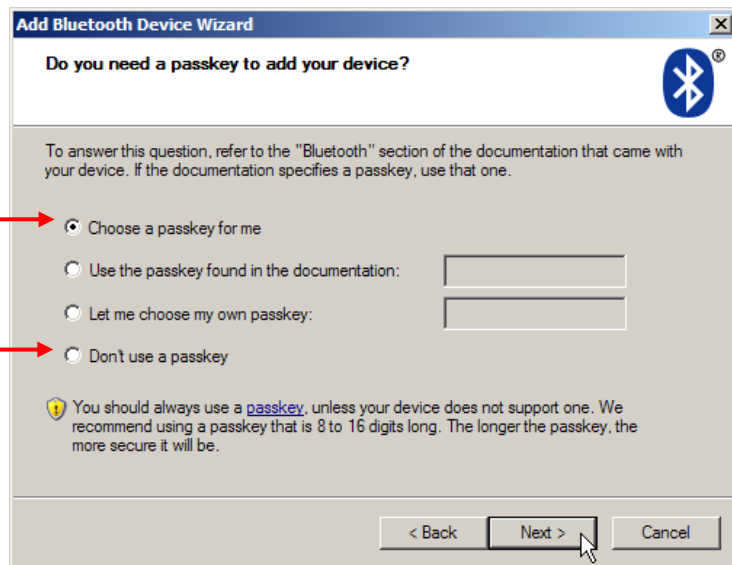 Add Bluetooth Device Wizard
Do you need a passkey to add your device?
®
To answer this question, refer to the "Bluetooth" section of the documentation that came with
your device. If the documentation specifies a passkey, use that one.
Choose a passkey for me
Use the passkey found in the documentation:
Let me choose my own passkey:
Don't use a passkey
You should always use a passkey, unless your device does not support one. We
recommend using a passkey that is 8 to 16 digits long. The longer the passkey, the
more secure it will be.
< Back Next > Cancel